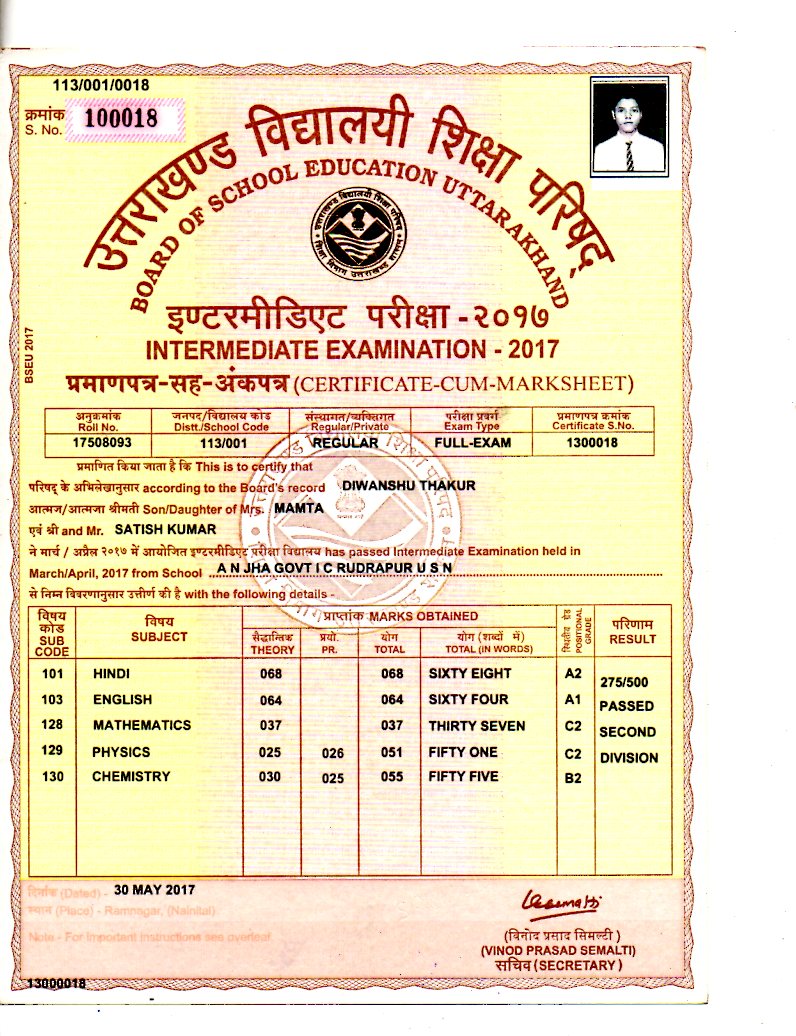 113/001/0018
क्रमांक
S. No. 100018
उत्तराखण्ड विद्यालयी शिक्षा परिषद्
BOARD OF SCHOOL EDUCATION UTTARAKHAND
इण्टरमीडिएट परीक्षा - २०१७
INTERMEDIATE EXAMINATION - 2017
BSEU 2017
प्रमाणपत्र-सह-अंकपत्र (CERTIFICATE-CUM-MARKSHEET)
अनुक्रमांक जनपद/विद्यालय कोड संस्थागत/व्यक्तिगत परीक्षा प्रवर्ग प्रमाणपत्र क्रमांक
Roll No. Distt./School Code Regular/Private Exam Type Certificate S.No.
17508093 113/001 REGULAR FULL-EXAM 1300018
प्रमाणित किया जाता है कि This is to certify that
परिषद् के अभिलेखानुसार according to the Board's record DIWANSHU THAKUR
आत्मज/आत्मजा श्रीमती Son/Daughter of Mrs. MAMTA
एवं श्री and Mr. SATISH KUMAR
ने मार्च / अप्रैल २०१७ में आयोजित इण्टरमीडिएट परीक्षा विद्यालय has passed Intermediate Examination held in
March/April, 2017 from School A N JHA GOVT I C RUDRAPUR U S N
से निम्न विवरणानुसार उत्तीर्ण की है with the following details -
विषय कोड विषय प्राप्तांक MARKS OBTAINED स्थितीय ग्रेड परिणाम
SUB CODE SUBJECT सैद्धान्तिक प्रयो. योग योग (शब्दों में) POSITIONAL GRADE RESULT
THEORY PR. TOTAL TOTAL (IN WORDS)
101 HINDI 068 068 SIXTY EIGHT A2 275/500
103 ENGLISH 064 064 SIXTY FOUR A1 PASSED
128 MATHEMATICS 037 037 THIRTY SEVEN C2 SECOND
129 PHYSICS 025 026 051 FIFTY ONE C2 DIVISION
130 CHEMISTRY 030 025 055 FIFTY FIVE B2
दिनांक (Dated) - 30 MAY 2017
स्थान (Place) - Ramnagar, (Nainital)
Note - For important instructions see overleaf
(विनोद प्रसाद सिमल्टी)
(VINOD PRASAD SEMALTI)
सचिव (SECRETARY)
13000018